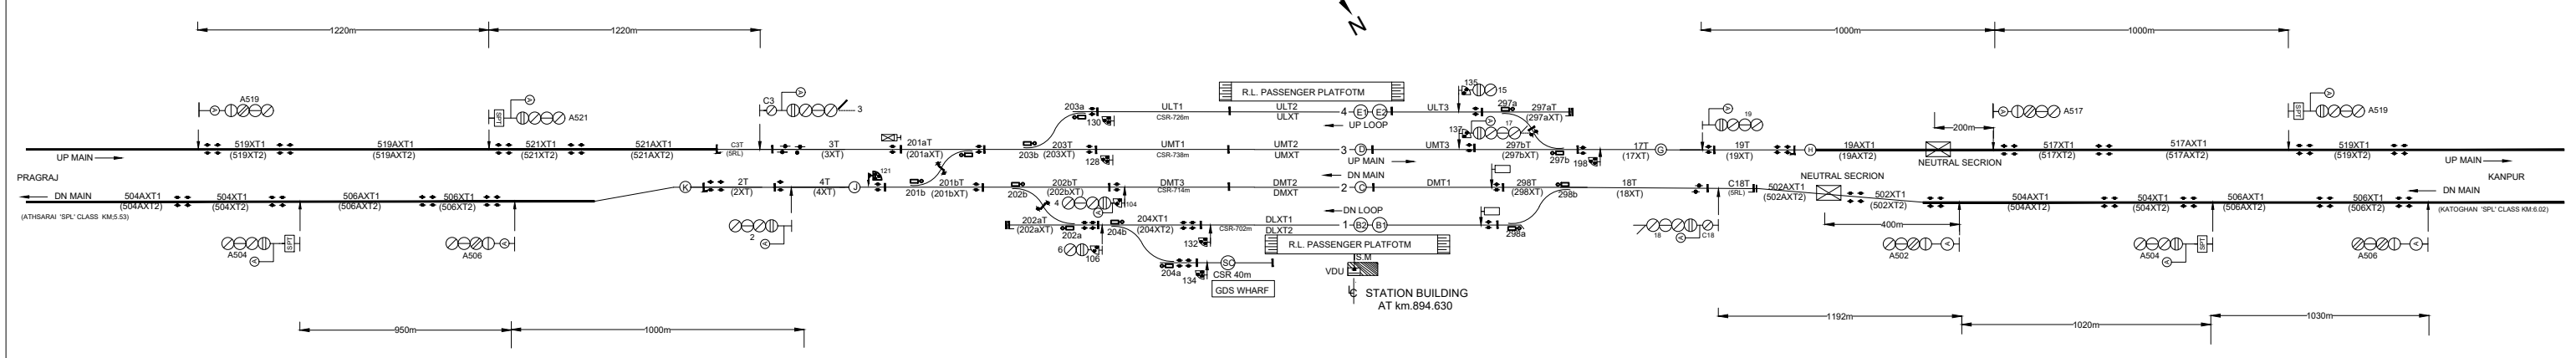 N
1220m
1220m
1000m
1000m
A519
A521
SPT
C3
3
R.L. PASSENGER PLATFOTM
135
15
19
A517
SPT
A519
203a
130
CSR-726m
ULT1
ULT2
ULXT
4
E1
E2
ULT3
297a
297aT
(297aXT)
UP LOOP
137
17
200m
519XT1
(519XT2)
519AXT1
(519AXT2)
521XT1
(521XT2)
521AXT1
(521AXT2)
C3T
(5RL)
3T
(3XT)
201aT
(201aXT)
203b
203T
(203XT)
128
UMT1
CSR-738m
UMT2
UMXT
3
D
UMT3
297bT
(297bXT)
297b
198
17T
(17XT)
G
19T
(19XT)
H
19AXT1
(19AXT2)
NEUTRAL SECRION
517XT1
(517XT2)
517AXT1
(517AXT2)
519XT1
(519XT2)
UP MAIN
UP MAIN
UP MAIN
PRAGRAJ
KANPUR
DN MAIN
(ATHSARAI 'SPL' CLASS KM;5.53)
504AXT1
(504AXT2)
504XT1
(504XT2)
506AXT1
(506AXT2)
506XT1
(506XT2)
K
2T
(2XT)
4T
(4XT)
J
121
201b
201bT
(201bXT)
202b
202bT
(202bXT)
4
A
104
DMT3
CSR-714m
DMT2
DMXT
2
C
DN MAIN
DMT1
298T
(298XT)
298b
18T
(18XT)
C18T
(5RL)
NEUTRAL SECRION
502AXT1
(502AXT2)
502XT1
(502XT2)
504AXT1
(504AXT2)
504XT1
(504XT2)
506AXT1
(506AXT2)
506XT1
(506XT2)
DN MAIN
(KATOGHAN 'SPL' CLASS KM:6.02)
202aT
(202aXT)
202a
204b
204XT1
(204XT2)
132
CSR-702m
DN LOOP
DLXT1
DLXT2
1
B2
B1
298a
A504
SPT
A506
2
6
106
204a
134
SC
CSR 40m
GDS WHARF
R.L. PASSENGER PLATFOTM
S.M
VDU
STATION BUILDING
AT km.894.630
18
C18
400m
A502
A504
SPT
A506
950m
1000m
1192m
1020m
1030m